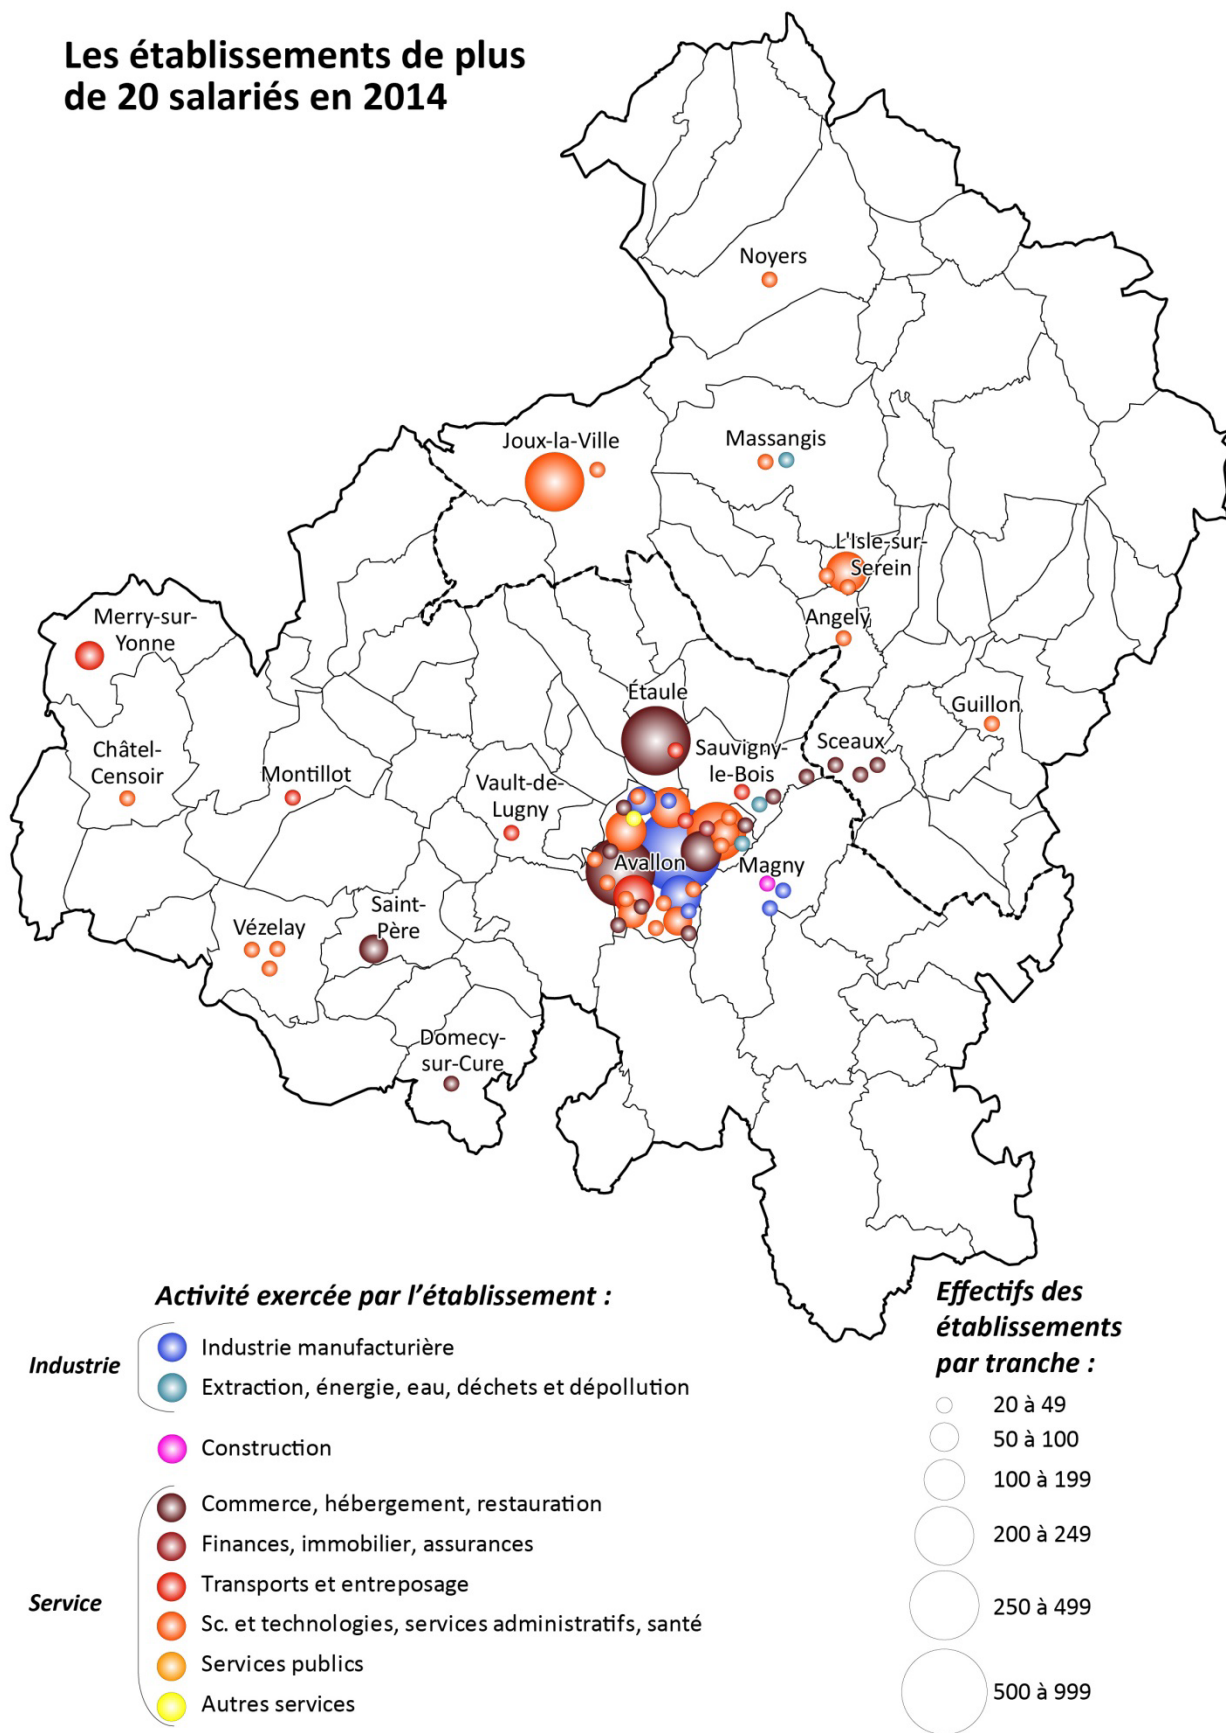 Les établissements de plus
de 20 salariés en 2014
Noyers
Joux-la-Ville
Massangis
L'Isle-sur-
Serein
Angely
Merry-sur-
Yonne
Étaule
Guillon
Sauvigny-
le-Bois
Sceaux
Châtel-
Censoir
Montillot
Vault-de-
Lugny
Avallon
Magny
Saint-
Père
Vézelay
Domecy-
sur-Cure
Activité exercée par l’établissement :
Industrie
Industrie manufacturière
Extraction, énergie, eau, déchets et dépollution
Construction
Service
Commerce, hébergement, restauration
Finances, immobilier, assurances
Transports et entreposage
Sc. et technologies, services administratifs, santé
Services publics
Autres services
Effectifs des
établissements
par tranche :
20 à 49
50 à 100
100 à 199
200 à 249
250 à 499
500 à 999